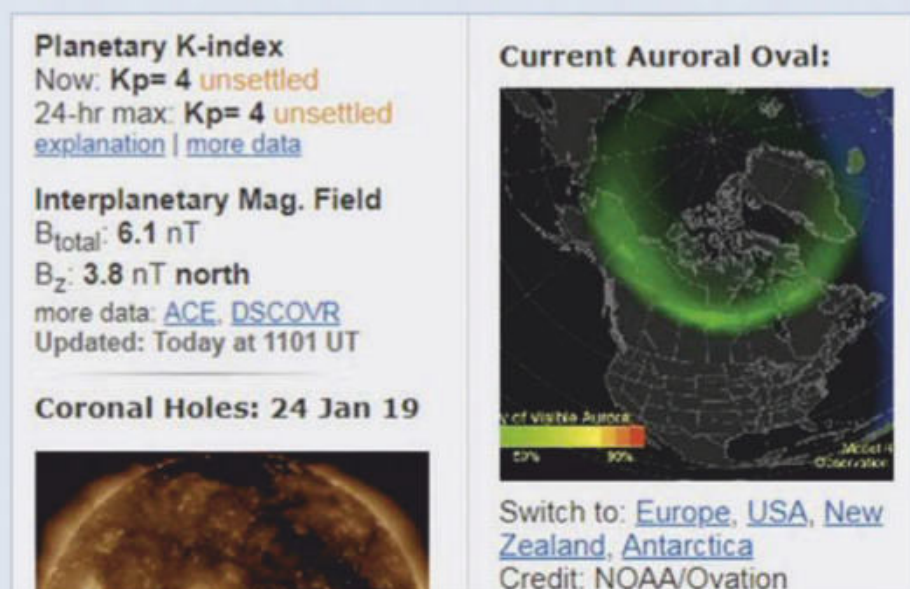 Planetary K-index
Now: Kp= 4 unsettled
24-hr max: Kp= 4 unsettled
explanation | more data
Interplanetary Mag. Field
Btotal: 6.1 nT
Bz: 3.8 nT north
more data: ACE, DSCOVR
Updated: Today at 1101 UT
Coronal Holes: 24 Jan 19
Current Auroral Oval:
y of Visible Aurora
50% 90%
Observation
Switch to: Europe, USA, New
Zealand, Antarctica
Credit: NOAA/Ovation